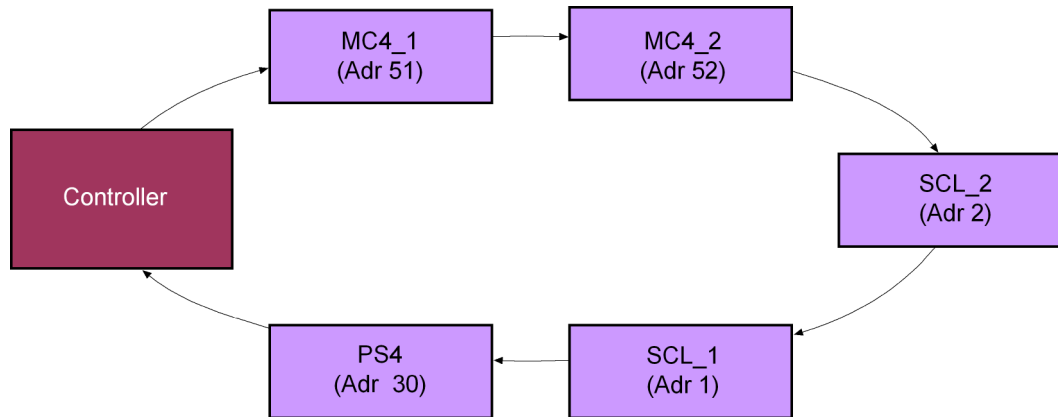 MC4_1
(Adr 51)
MC4_2
(Adr 52)
Controller
SCL_2
(Adr 2)
PS4
(Adr  30)
SCL_1
(Adr 1)